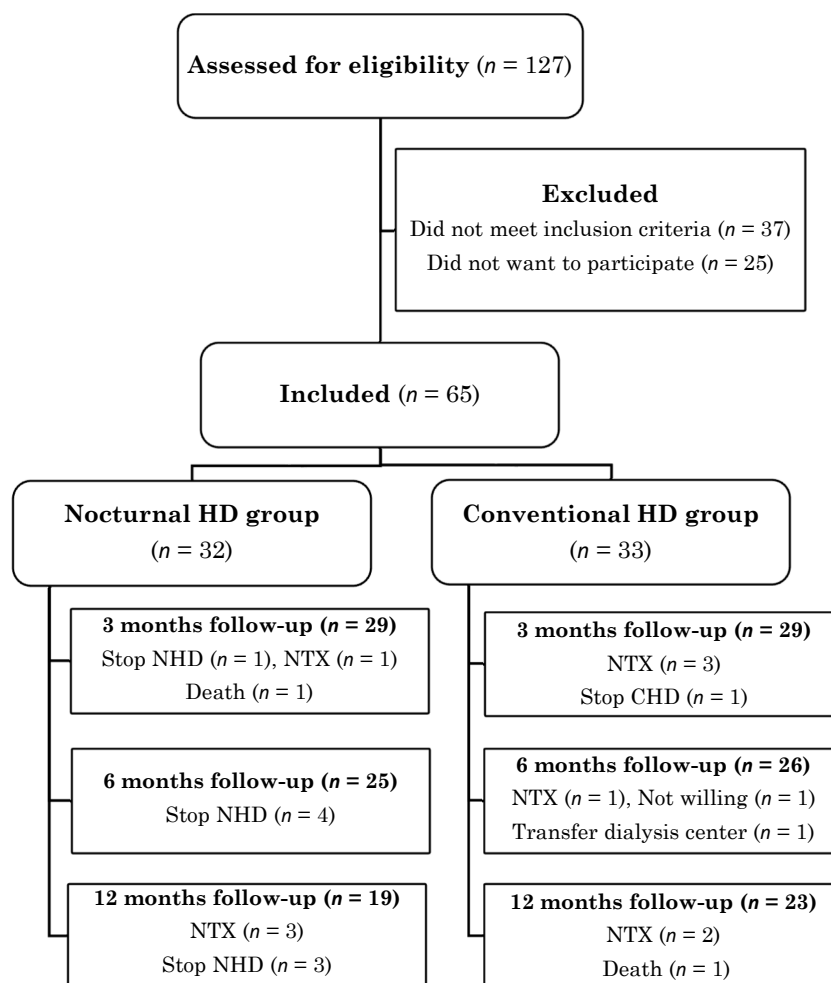 Assessed for eligibility (n = 127)
Excluded
Did not meet inclusion criteria (n = 37)
Did not want to participate (n = 25)
Included (n = 65)
Nocturnal HD group
(n = 32)
3 months follow-up (n = 29)
Stop NHD (n = 1), NTX (n = 1)
Death (n = 1)
6 months follow-up (n = 25)
Stop NHD (n = 4)
12 months follow-up (n = 19)
NTX (n = 3)
Stop NHD (n = 3)
Conventional HD group
(n = 33)
3 months follow-up (n = 29)
NTX (n = 3)
Stop CHD (n = 1)
6 months follow-up (n = 26)
NTX (n = 1), Not willing (n = 1)
Transfer dialysis center (n = 1)
12 months follow-up (n = 23)
NTX (n = 2)
Death (n = 1)